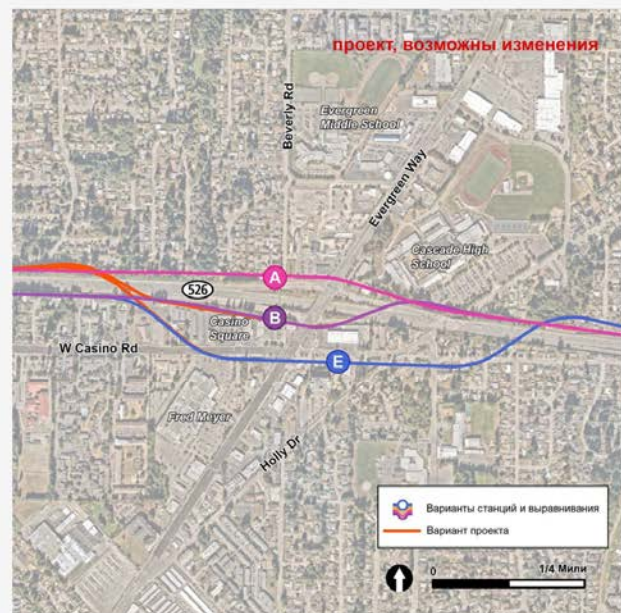 проект, возможны изменения
Beverly Rd
Evergreen
Middle School
Evergreen Way
Cascade High
School
A
526
B
Casino
Square
W Casino Rd
E
Fred Meyer
Holly Dr
Варианты станций и выравнивания
Вариант проекта
0
1/4 Мили